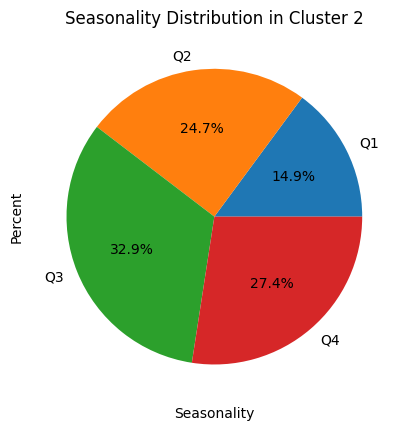 Seasonality Distribution in Cluster 2
Q2
24.7%
Q1
14.9%
Percent
32.9%
Q3
27.4%
Q4
Seasonality